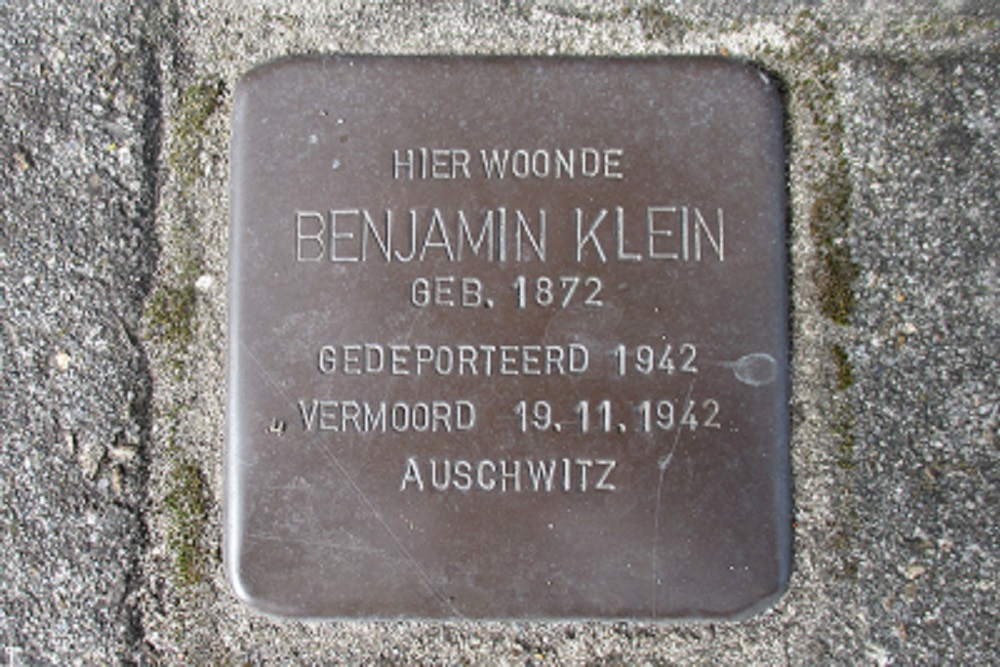 HIER WOONDE
BENJAMIN KLEIN
GEB. 1872
GEDEPORTEERD 1942
VERMOORD 19.11.1942
AUSCHWITZ